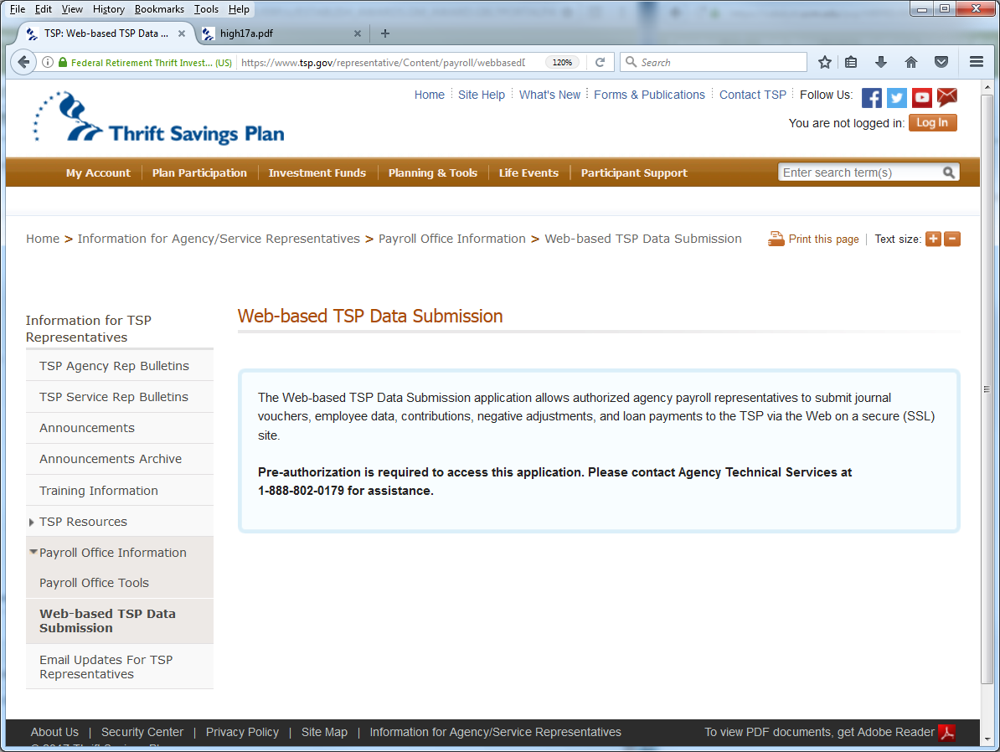 File Edit View History Bookmarks Tools Help
TSP: Web-based TSP Data ... × high17a.pdf × +
Federal Retirement Thrift Invest... (US) https://www.tsp.gov/representative/Content/payroll/webbased 120% Search
Home Site Help What's New Forms & Publications Contact TSP Follow Us:
Thrift Savings Plan
You are not logged in: Log In
My Account Plan Participation Investment Funds Planning & Tools Life Events Participant Support Enter search term(s)
Home > Information for Agency/Service Representatives > Payroll Office Information > Web-based TSP Data Submission Print this page Text size: + -
Information for TSP
Representatives
TSP Agency Rep Bulletins
TSP Service Rep Bulletins
Announcements
Announcements Archive
Training Information
TSP Resources
Payroll Office Information
Payroll Office Tools
Web-based TSP Data
Submission
Email Updates For TSP
Representatives
Web-based TSP Data Submission
The Web-based TSP Data Submission application allows authorized agency payroll representatives to submit journal
vouchers, employee data, contributions, negative adjustments, and loan payments to the TSP via the Web on a secure (SSL)
site.
Pre-authorization is required to access this application. Please contact Agency Technical Services at
1-888-802-0179 for assistance.
About Us | Security Center | Privacy Policy | Site Map | Information for Agency/Service Representatives To view PDF documents, get Adobe Reader
© 2017 Thrift Savings